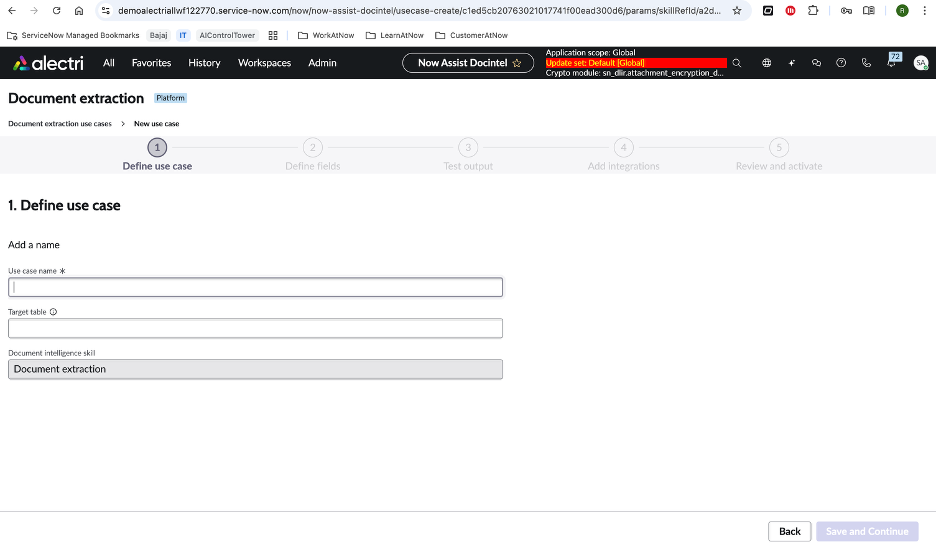 demoalectriallwf122770.service-now.com/now/now-assist-docintel/usecase-create/c1ed5cb20763021017741f00ead300d6/params/skillRefId/a2d...
ServiceNow Managed Bookmarks Bajaj IT AIControlTower WorkAtNow LearnAtNow CustomerAtNow
alectri All Favorites History Workspaces Admin Now Assist Docintel
Application scope: Global
Update set: Default [Global]
Crypto module: sn_dlir.attachment_encryption_d...
72
SA
Document extraction Platform
Document extraction use cases > New use case
1 2 3 4 5
Define use case Define fields Test output Add integrations Review and activate
1. Define use case
Add a name
Use case name *
Target table
Document intelligence skill
Document extraction
Back Save and Continue